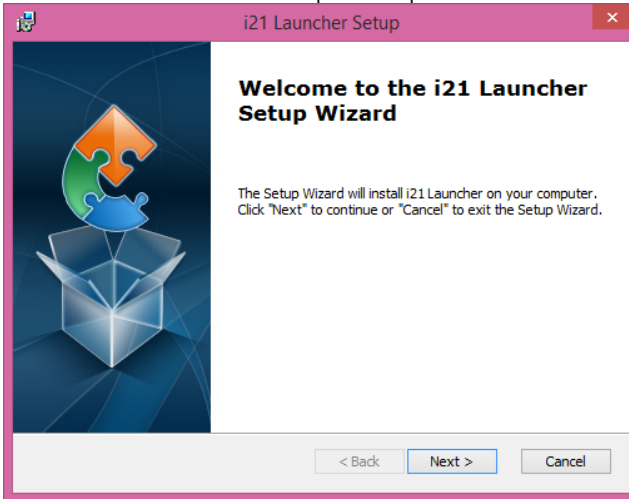 i21 Launcher Setup
Welcome to the i21 Launcher
Setup Wizard
The Setup Wizard will install i21 Launcher on your computer.
Click "Next" to continue or "Cancel" to exit the Setup Wizard.
< Back
Next >
Cancel